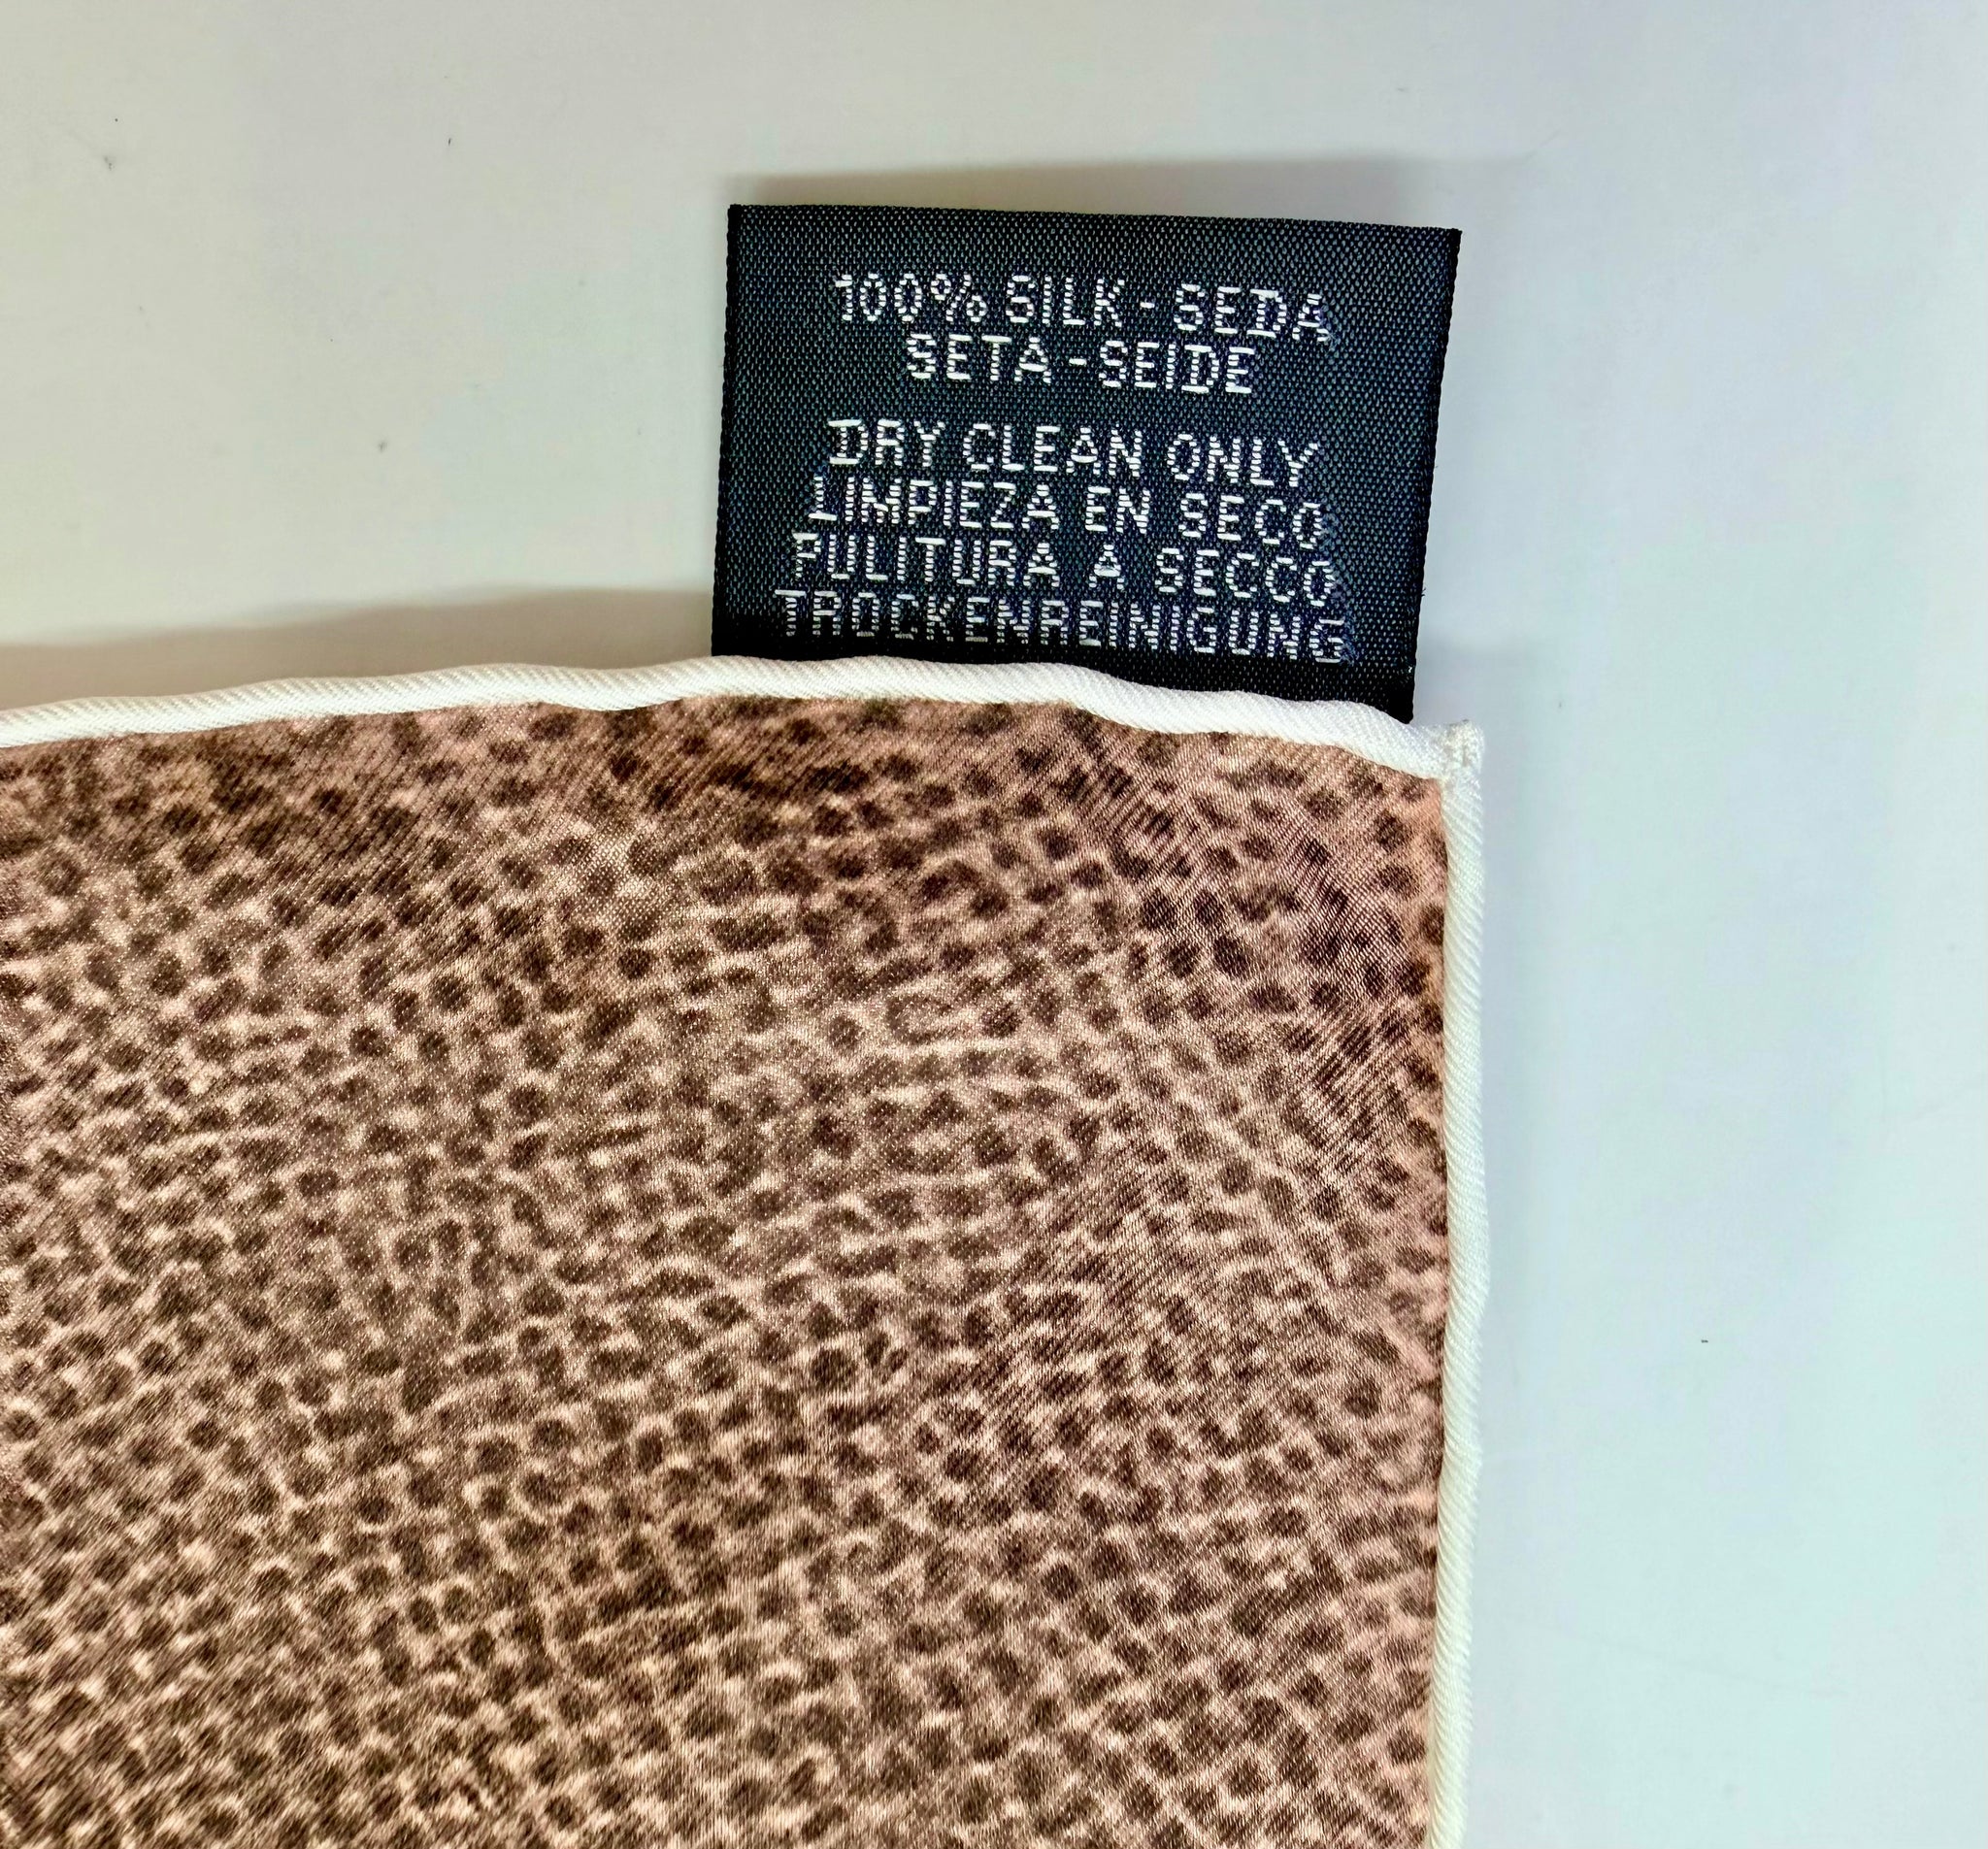 100% SILK - SEDA
SETA - SEIDE
DRY CLEAN ONLY
LIMPIEZA EN SECO
PULITURA A SECCO
TROCKENREINIGUNG